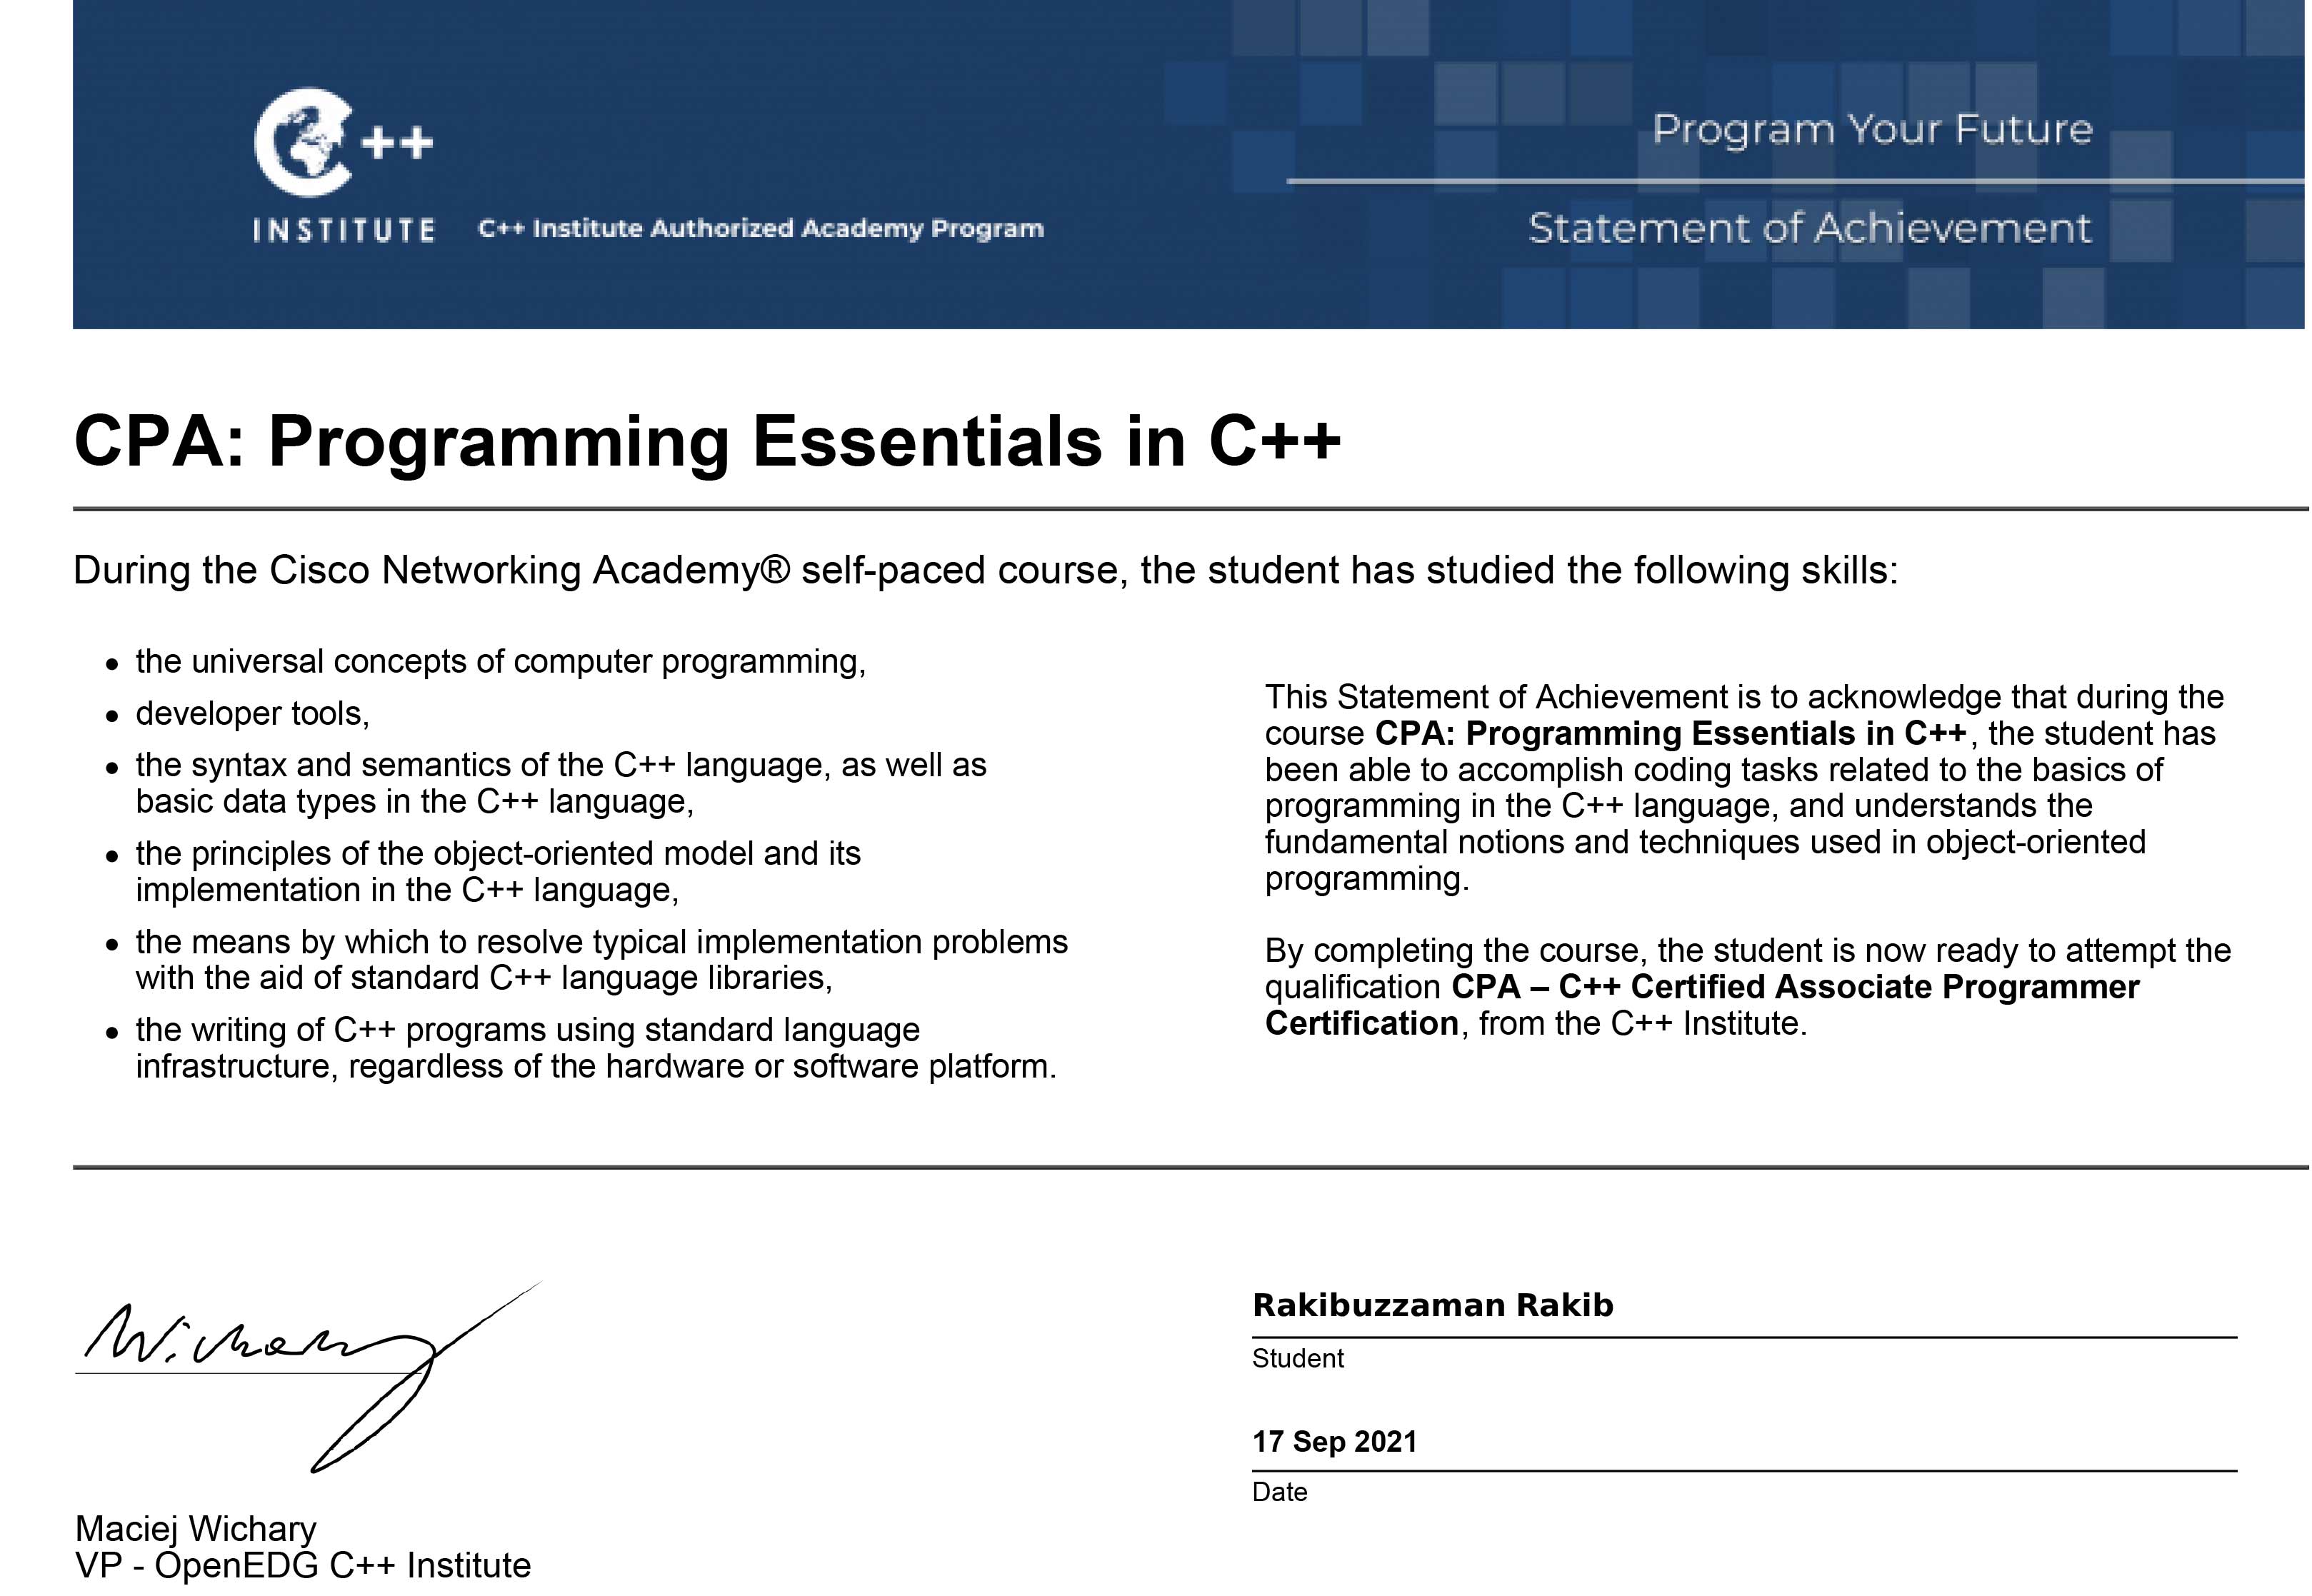 C++
INSTITUTE
C++ Institute Authorized Academy Program
Program Your Future
Statement of Achievement
CPA: Programming Essentials in C++
During the Cisco Networking Academy® self-paced course, the student has studied the following skills:
• the universal concepts of computer programming,
• developer tools,
• the syntax and semantics of the C++ language, as well as
basic data types in the C++ language,
• the principles of the object-oriented model and its
implementation in the C++ language,
• the means by which to resolve typical implementation problems
with the aid of standard C++ language libraries,
• the writing of C++ programs using standard language
infrastructure, regardless of the hardware or software platform.
This Statement of Achievement is to acknowledge that during the
course CPA: Programming Essentials in C++, the student has
been able to accomplish coding tasks related to the basics of
programming in the C++ language, and understands the
fundamental notions and techniques used in object-oriented
programming.
By completing the course, the student is now ready to attempt the
qualification CPA – C++ Certified Associate Programmer
Certification, from the C++ Institute.
Wichary
Maciej Wichary
VP - OpenEDG C++ Institute
Rakibuzzaman Rakib
Student
17 Sep 2021
Date